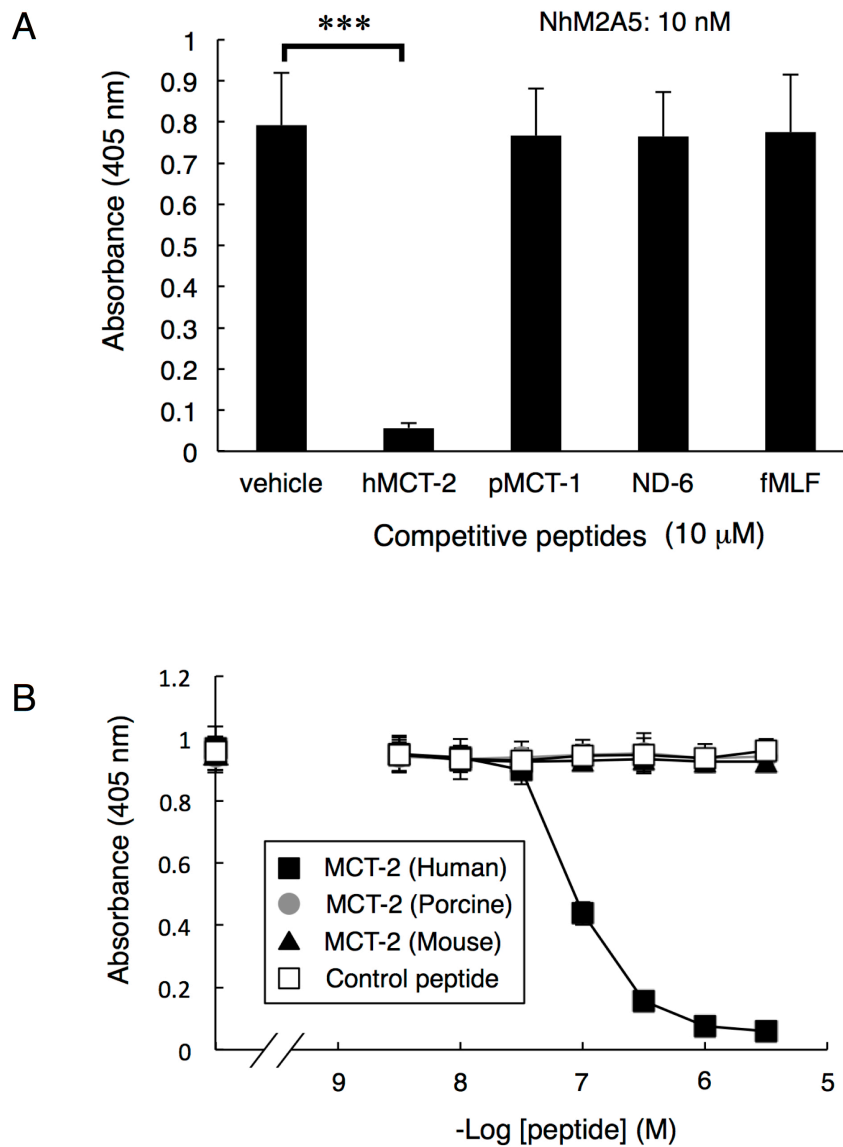 A
***
NhM2A5: 10 nM
Absorbance (405 nm)
1
0.9
0.8
0.7
0.6
0.5
0.4
0.3
0.2
0.1
0
vehicle hMCT-2 pMCT-1 ND-6 fMLF
Competitive peptides (10 μM)
B
Absorbance (405 nm)
1.2
1
0.8
0.6
0.4
0.2
0
MCT-2 (Human)
MCT-2 (Porcine)
MCT-2 (Mouse)
Control peptide
9 8 7 6 5
-Log [peptide] (M)